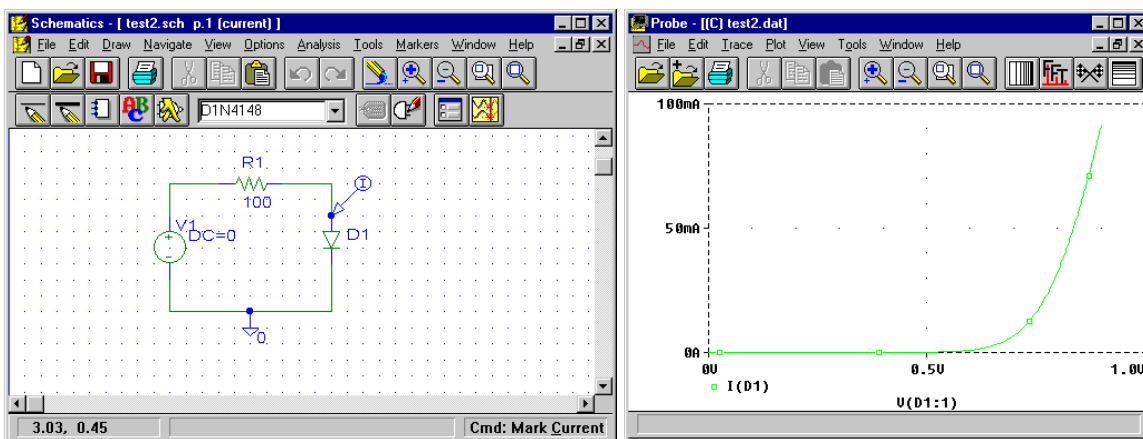 Schematics - [ test2.sch p.1 (current) ]
File Edit Draw Navigate View Options Analysis Tools Markers Window Help
ABC
D1N4148
R1
100
I
V1
DC=0
+
-
D1
0
3.03, 0.45
Cmd: Mark Current
Probe - [(C) test2.dat]
File Edit Trace Plot View Tools Window Help
FFT
100mA
50mA
0A
0V 0.5V 1.0V
I(D1)
V(D1:1)